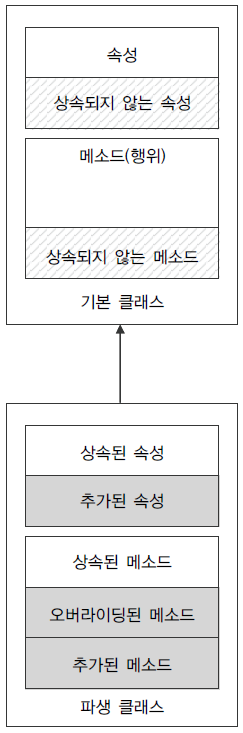 속성
상속되지 않는 속성
메소드(행위)
상속되지 않는 메소드
기본 클래스
상속된 속성
추가된 속성
상속된 메소드
오버라이딩된 메소드
추가된 메소드
파생 클래스